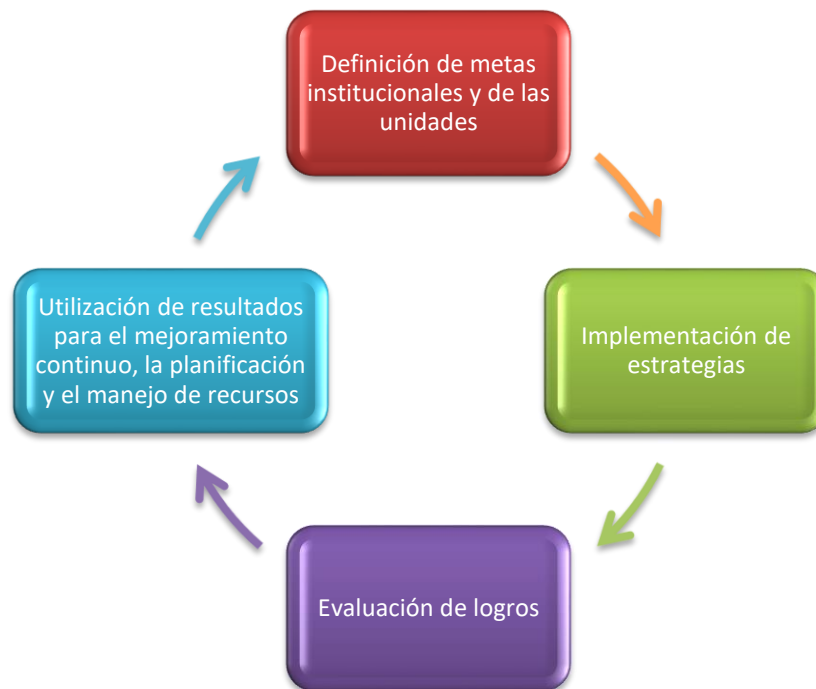 Definición de metas
institucionales y de las
unidades
Implementación de
estrategias
Evaluación de logros
Utilización de resultados
para el mejoramiento
continuo, la planificación
y el manejo de recursos